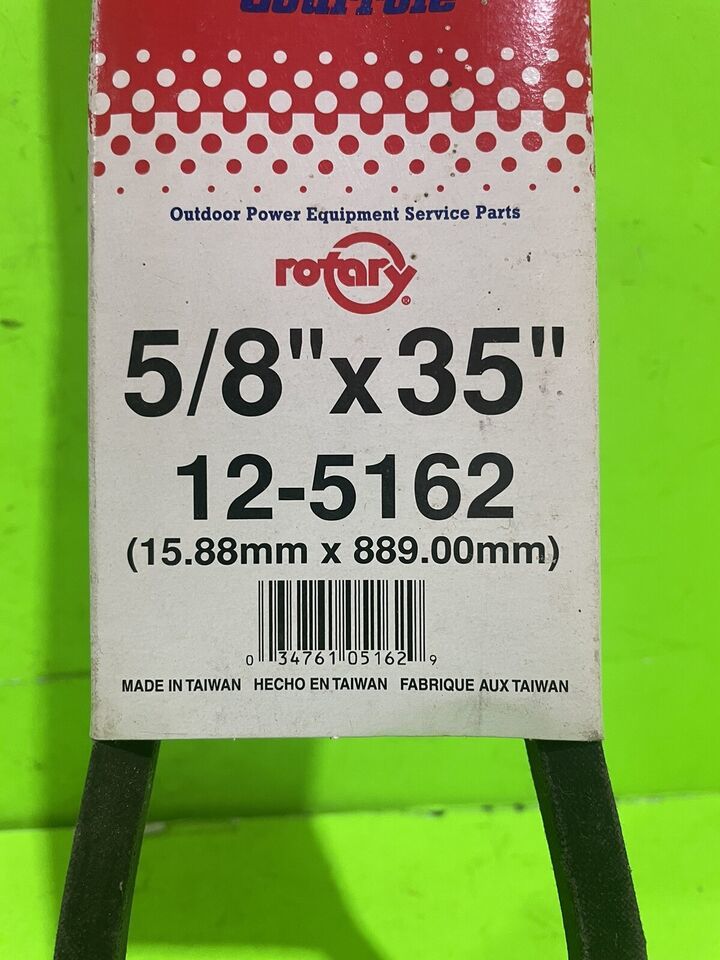 Outdoor Power Equipment Service Parts
rotary®
5/8" x 35"
12-5162
(15.88mm x 889.00mm)
0 34761 05162 9
MADE IN TAIWAN HECHO EN TAIWAN FABRIQUE AUX TAIWAN